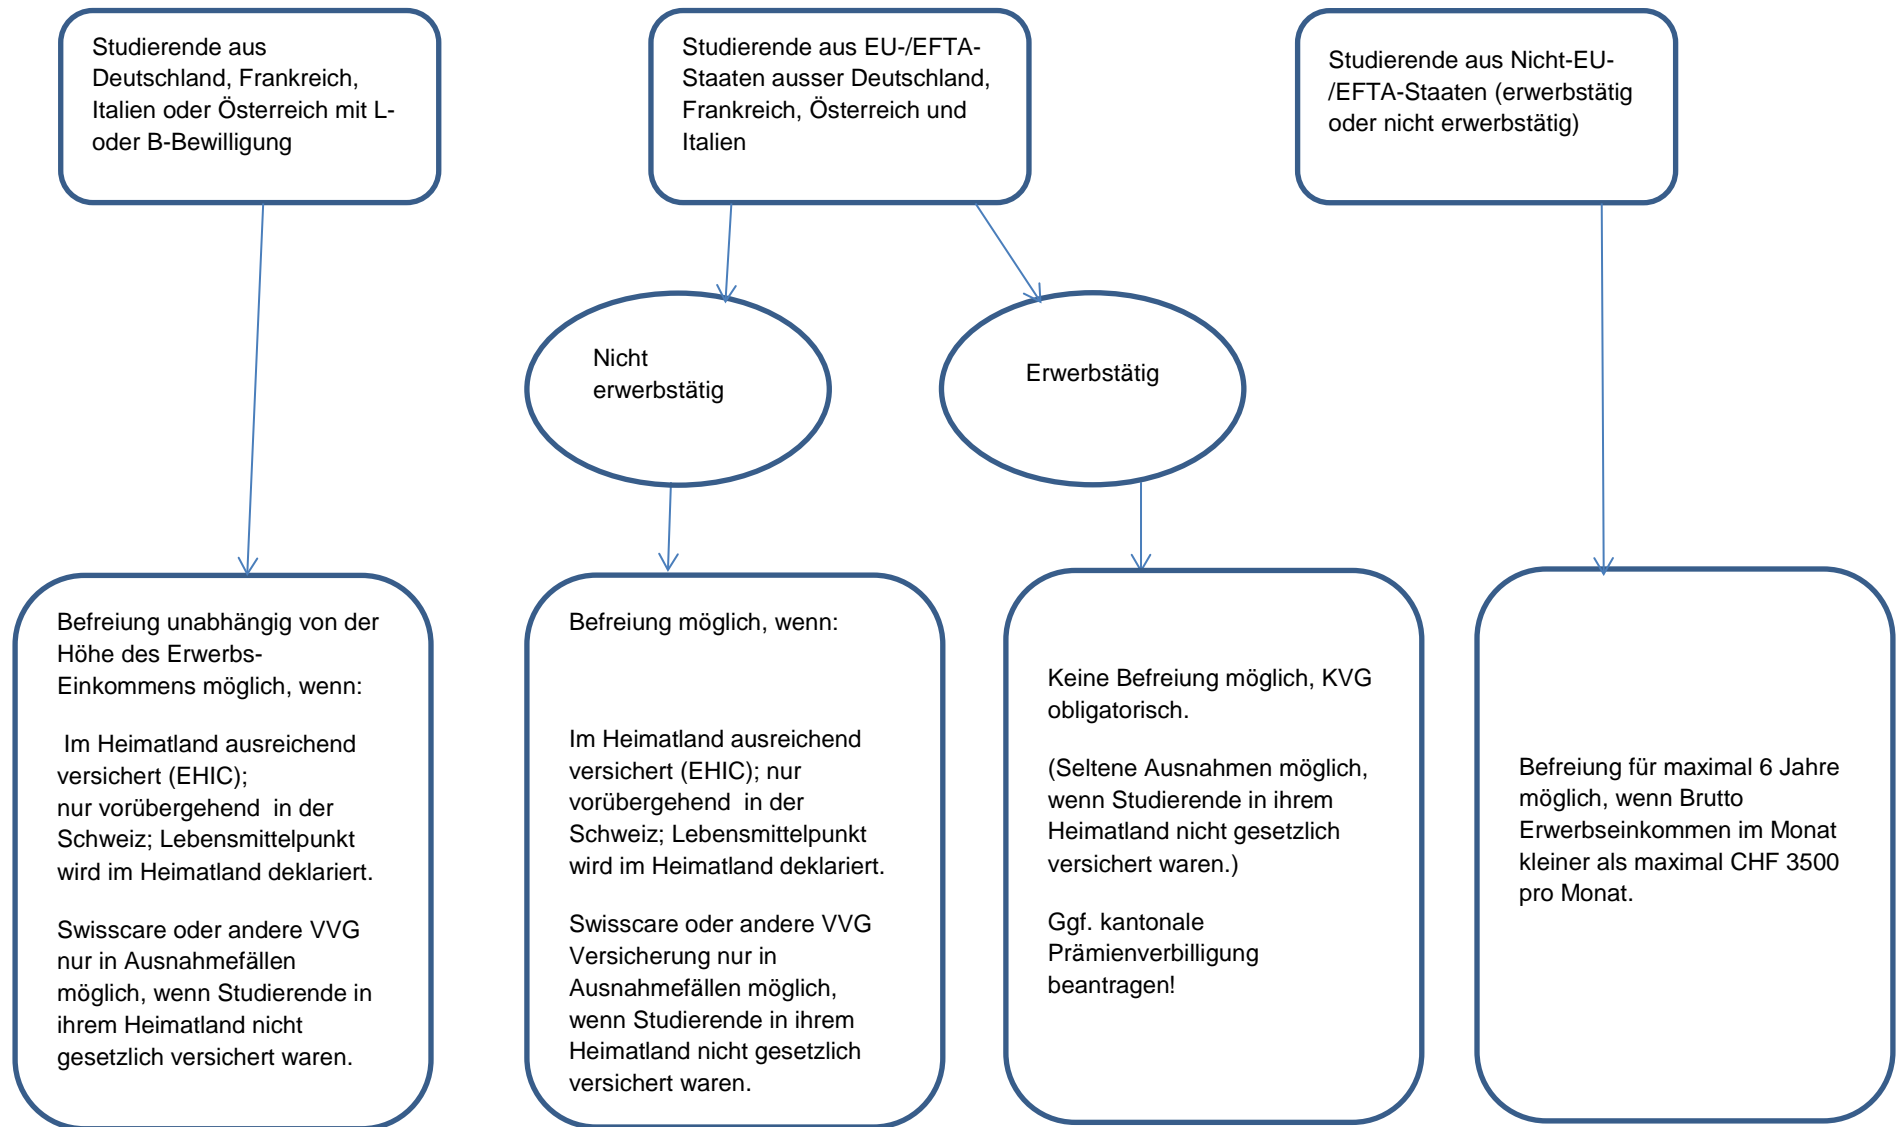 Studierende aus
Deutschland, Frankreich,
Italien oder Österreich mit L-
oder B-Bewilligung
Studierende aus EU-/EFTA-
Staaten ausser Deutschland,
Frankreich, Österreich und
Italien
Studierende aus Nicht-EU-
/EFTA-Staaten (erwerbstätig
oder nicht erwerbstätig)
Nicht
erwerbstätig
Erwerbstätig
Befreiung unabhängig von der
Höhe des Erwerbs-
Einkommens möglich, wenn:
Im Heimatland ausreichend
versichert (EHIC);
nur vorübergehend in der
Schweiz; Lebensmittelpunkt
wird im Heimatland deklariert.
Swisscare oder andere VVG
nur in Ausnahmefällen
möglich, wenn Studierende in
ihrem Heimatland nicht
gesetzlich versichert waren.
Befreiung möglich, wenn:
Im Heimatland ausreichend
versichert (EHIC); nur
vorübergehend in der
Schweiz; Lebensmittelpunkt
wird im Heimatland deklariert.
Swisscare oder andere VVG
Versicherung nur in
Ausnahmefällen möglich,
wenn Studierende in ihrem
Heimatland nicht gesetzlich
versichert waren.
Keine Befreiung möglich, KVG
obligatorisch.
(Seltene Ausnahmen möglich,
wenn Studierende in ihrem
Heimatland nicht gesetzlich
versichert waren.)
Ggf. kantonale
Prämienverbilligung
beantragen!
Befreiung für maximal 6 Jahre
möglich, wenn Brutto
Erwerbseinkommen im Monat
kleiner als maximal CHF 3500
pro Monat.